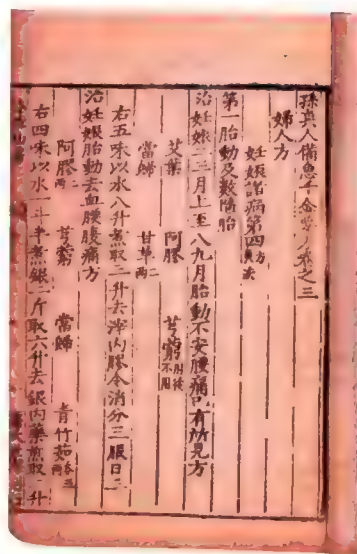 孫真人備急千金要方卷之三
婦人方
妊娠諸病第四
第一胎動及數墮胎
治妊娠二三月上至八九月胎動不安腰痛已有所見方
艾葉 阿膠 芎藭
當歸 甘草
右五味以水八升煮取三升去滓內膠令消分三服日三
治妊娠胎動去血腰腹痛方
阿膠 芎藭 當歸 青竹茹
右四味以水一斗半煮銀二斤取六升去銀內藥煎取二升